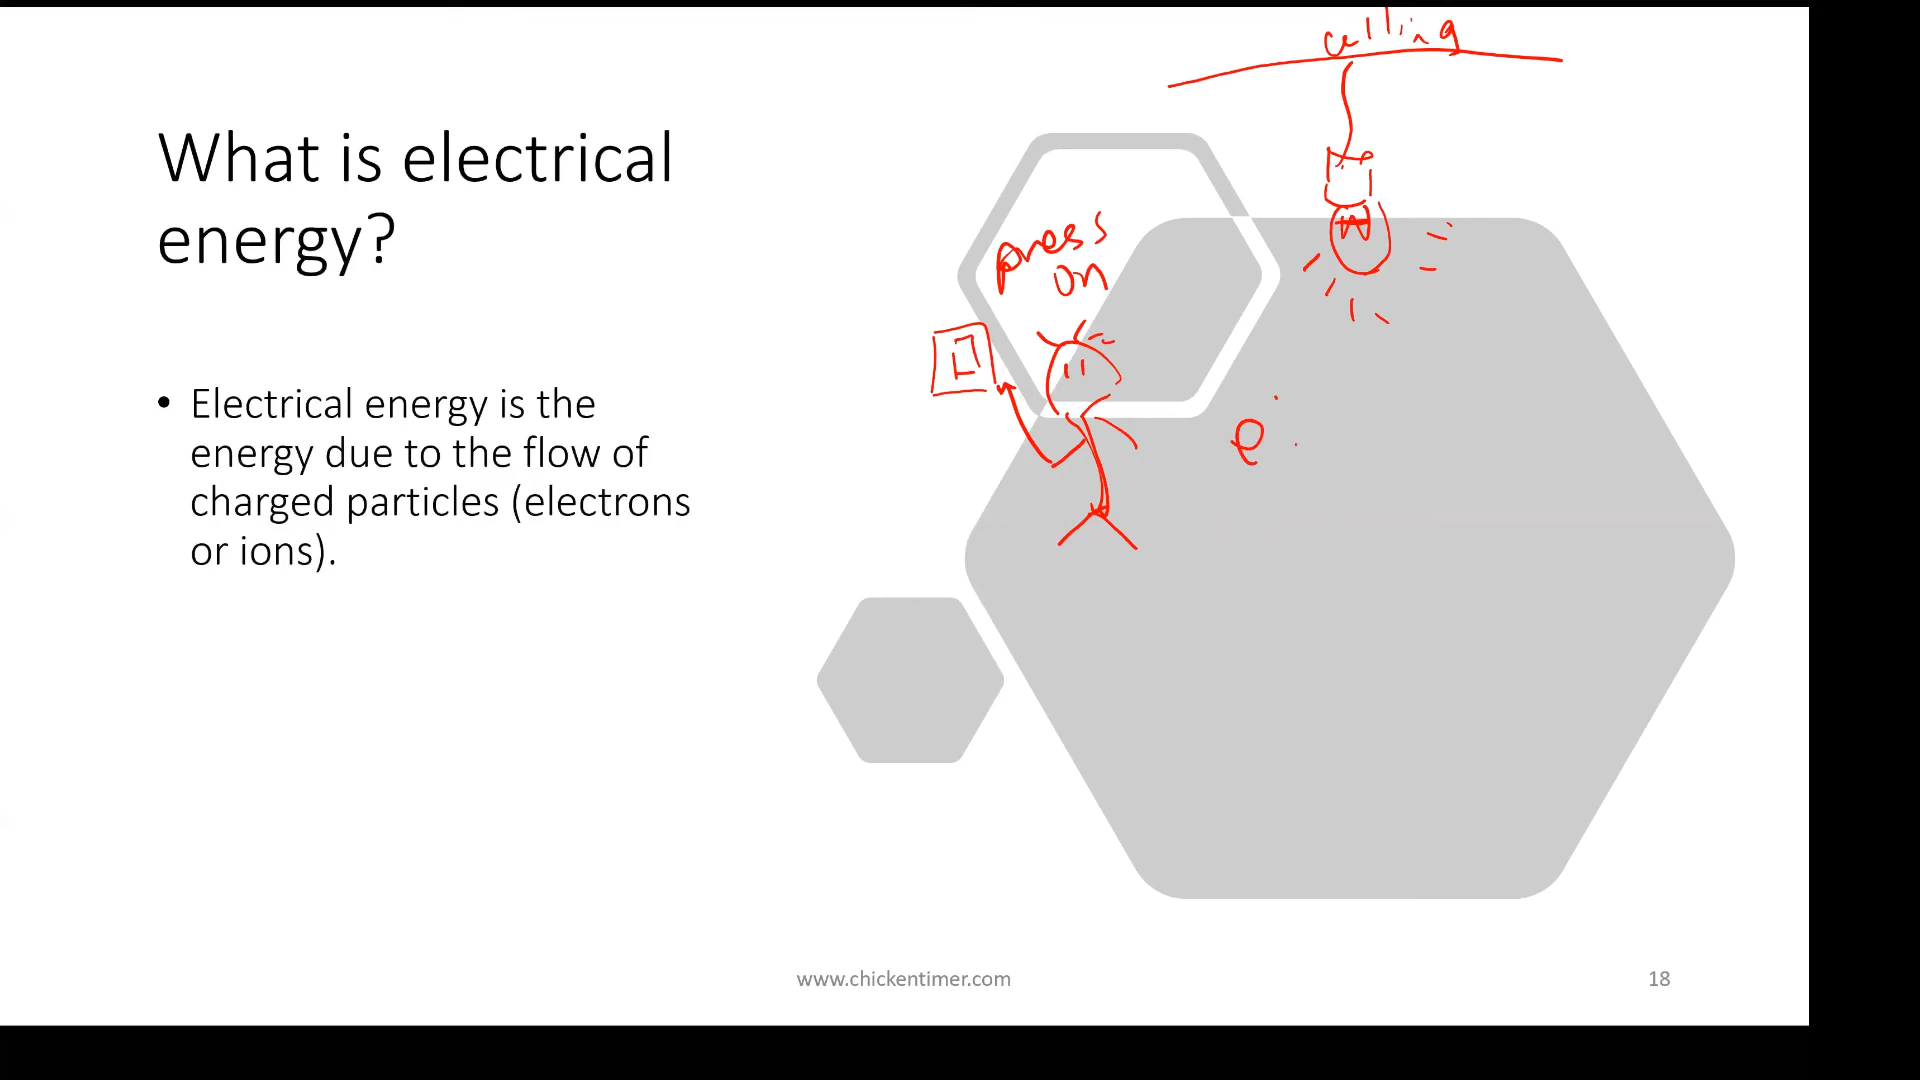 ceiling
What is electrical
energy?
press
on
• Electrical energy is the
energy due to the flow of
charged particles (electrons
or ions).
e
www.chickentimer.com
18